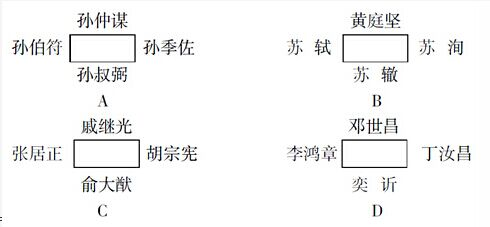 孙仲谋
孙伯符 孙季佐
孙叔弼
A
黄庭坚
苏 轼 苏 洵
苏 辙
B
戚继光
张居正 胡宗宪
俞大猷
C
邓世昌
李鸿章 丁汝昌
奕 䜣
D